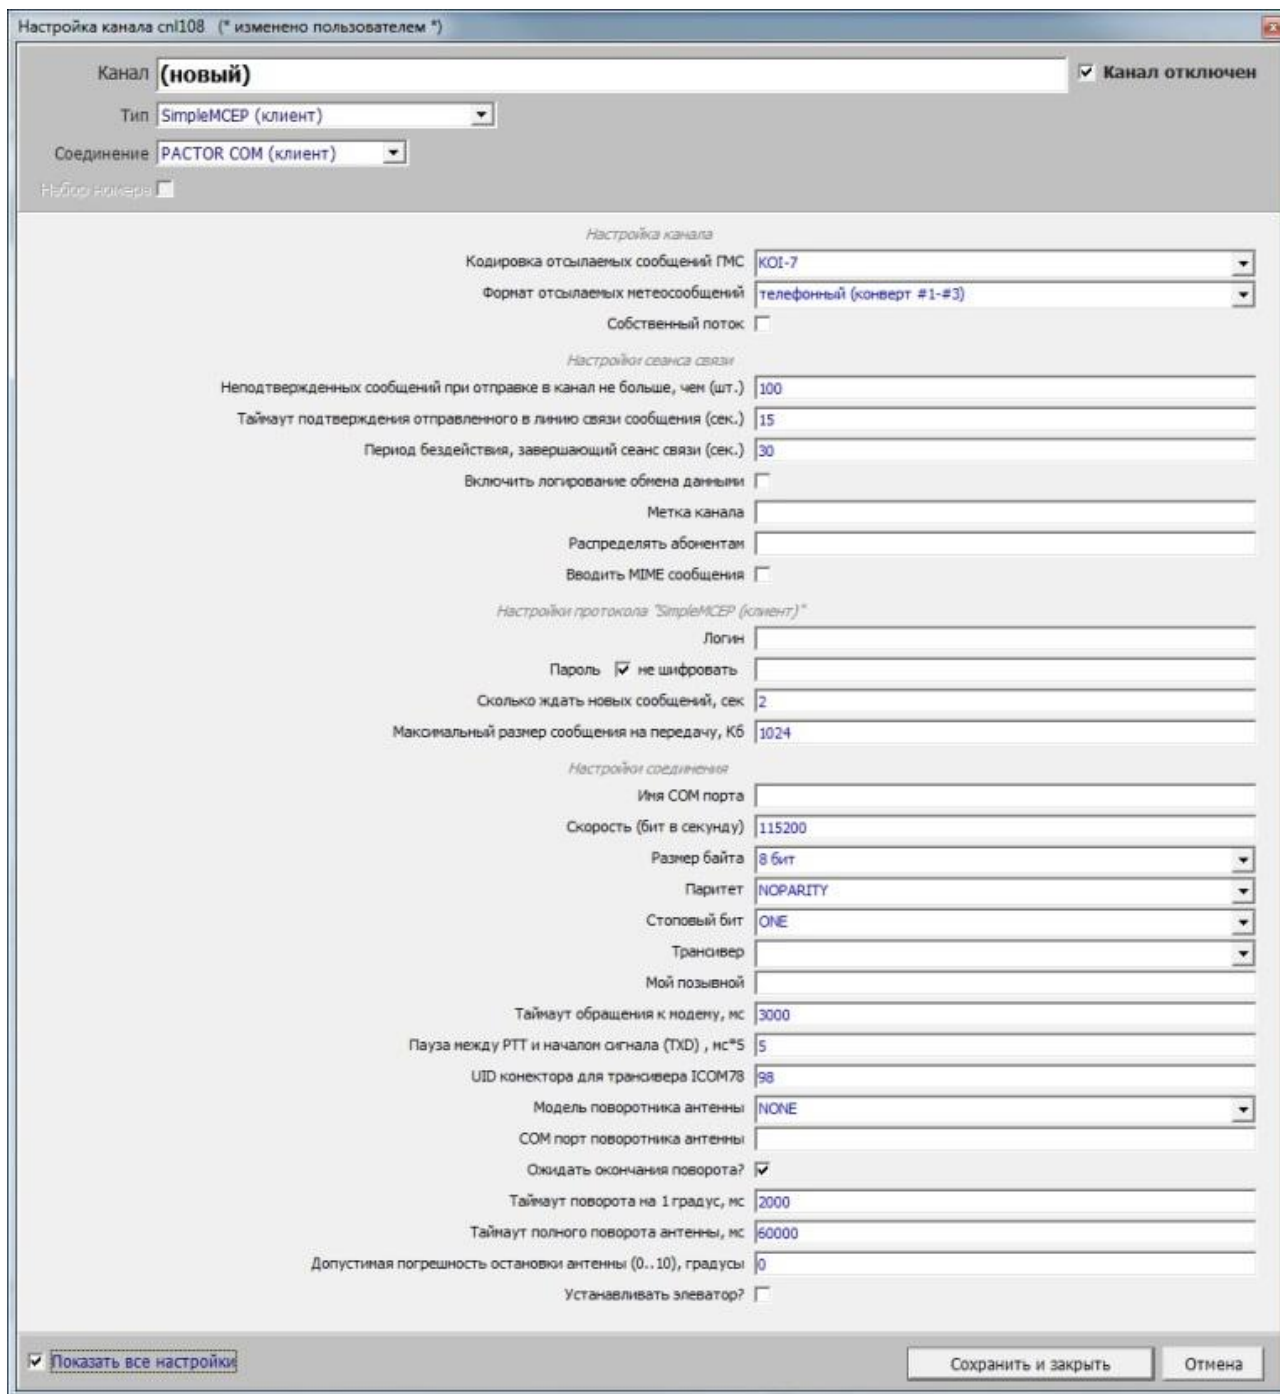 Настройка канала cnl108 (* изменено пользователем *)
Канал (новый) Канал отключен
Тип SimpleMCEP (клиент)
Соединение PACTOR COM (клиент)
Набор номера
Настройка канала
Кодировка отсылаемых сообщений ГМС KOI-7
Формат отсылаемых метеосообщений телефонный (конверт #1-#3)
Собственный поток
Настройки сеанса связи
Неподтвержденных сообщений при отправке в канал не больше, чем (шт.) 100
Таймаут подтверждения отправленного в линию связи сообщения (сек.) 15
Период бездействия, завершающий сеанс связи (сек.) 30
Включить логирование обмена данными
Метка канала
Распределять абонентам
Вводить MIME сообщения
Настройки протокола "SimpleMCEP (клиент)"
Логин
Пароль не шифровать
Сколько ждать новых сообщений, сек 2
Максимальный размер сообщения на передачу, Кб 1024
Настройки соединения
Имя COM порта
Скорость (бит в секунду) 115200
Размер байта 8 бит
Паритет NOPARITY
Стоповый бит ONE
Трансивер
Мой позывной
Таймаут обращения к модему, мс 3000
Пауза между PTT и началом сигнала (TXD) , мс*5 5
UID конектора для трансивера ICOM78 98
Модель поворотника антенны NONE
COM порт поворотника антенны
Ожидать окончания поворота?
Таймаут поворота на 1 градус, мс 2000
Таймаут полного поворота антенны, мс 60000
Допустимая погрешность остановки антенны (0..10), градусы 0
Устанавливать элеватор?
Показать все настройки Сохранить и закрыть Отмена